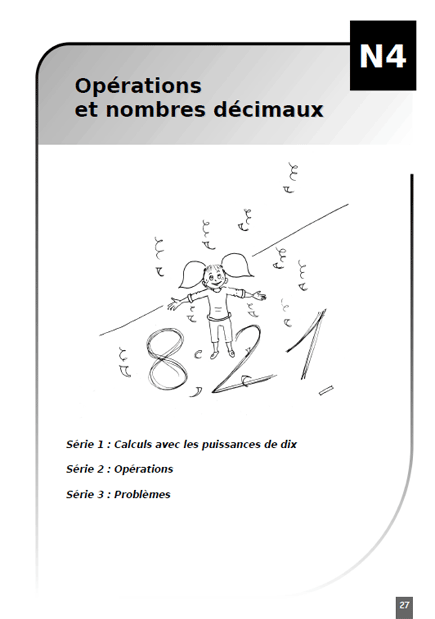 N4
Opérations
et nombres décimaux
8,21
Série 1 : Calculs avec les puissances de dix
Série 2 : Opérations
Série 3 : Problèmes
27